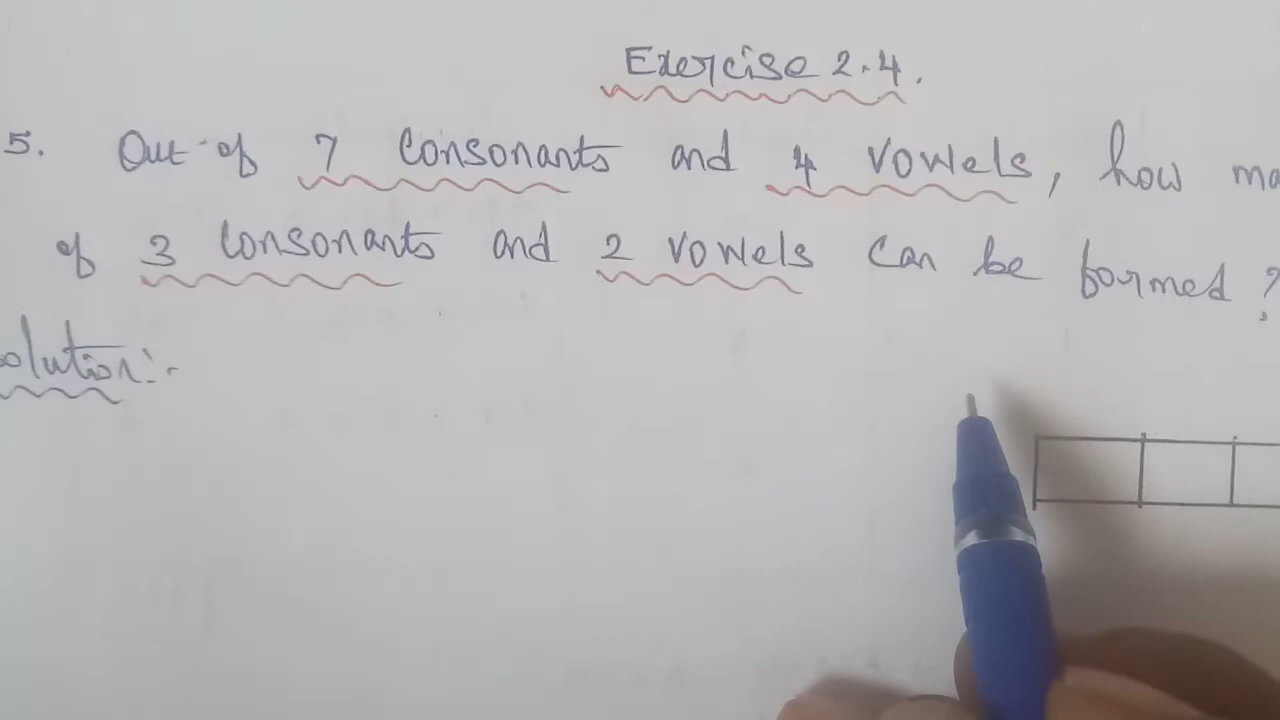 Exercise 2.4.
5. Out of 7 Consonants and 4 vowels, how
of 3 Consonants and 2 vowels can be formed ?
olution:-